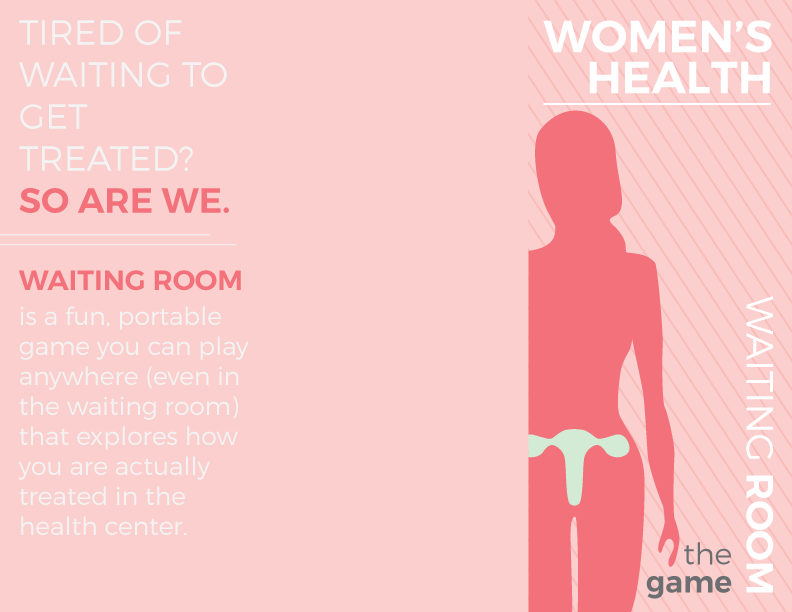 TIRED OF
WAITING TO
GET
TREATED?
SO ARE WE.
WAITING ROOM
is a fun, portable
game you can play
anywhere (even in
the waiting room)
that explores how
you are actually
treated in the
health center.
WOMEN'S
HEALTH
WAITING ROOM
the
game